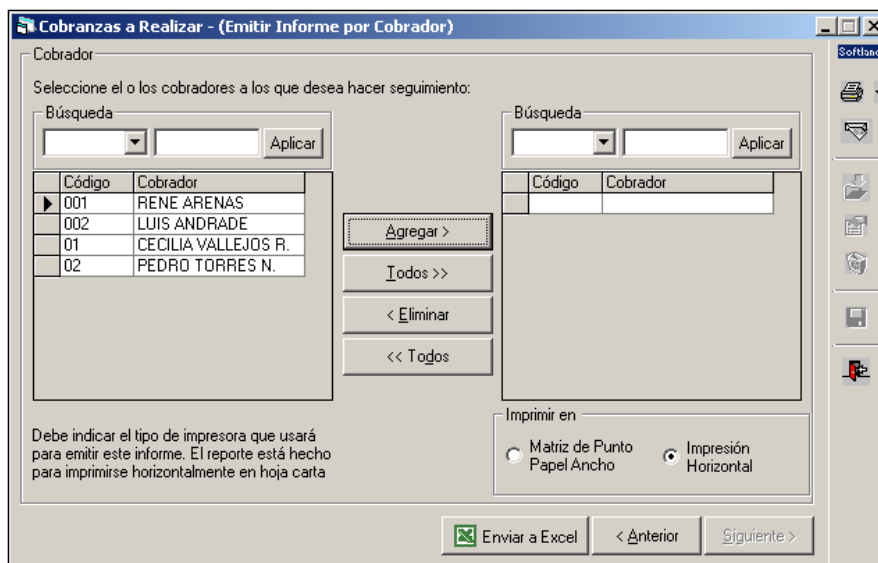 Cobranzas a Realizar - (Emitir Informe por Cobrador)
Softland
Cobrador
Seleccione el o los cobradores a los que desea hacer seguimiento:
Búsqueda
Aplicar
Código Cobrador
001 RENE ARENAS
002 LUIS ANDRADE
01 CECILIA VALLEJOS R.
02 PEDRO TORRES N.
Agregar >
Todos >>
< Eliminar
<< Todos
Búsqueda
Aplicar
Código Cobrador
Debe indicar el tipo de impresora que usará
para emitir este informe. El reporte está hecho
para imprimirse horizontalmente en hoja carta
Imprimir en
Matriz de Punto
Papel Ancho
Impresión
Horizontal
Enviar a Excel
< Anterior
Siguiente >